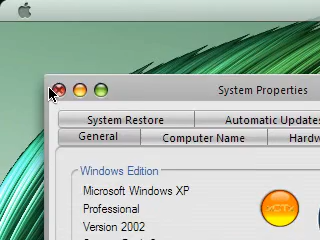 System Properties
System Restore
Automatic Updates
General
Computer Name
Hardw
Windows Edition
Microsoft Windows XP
Professional
Version 2002